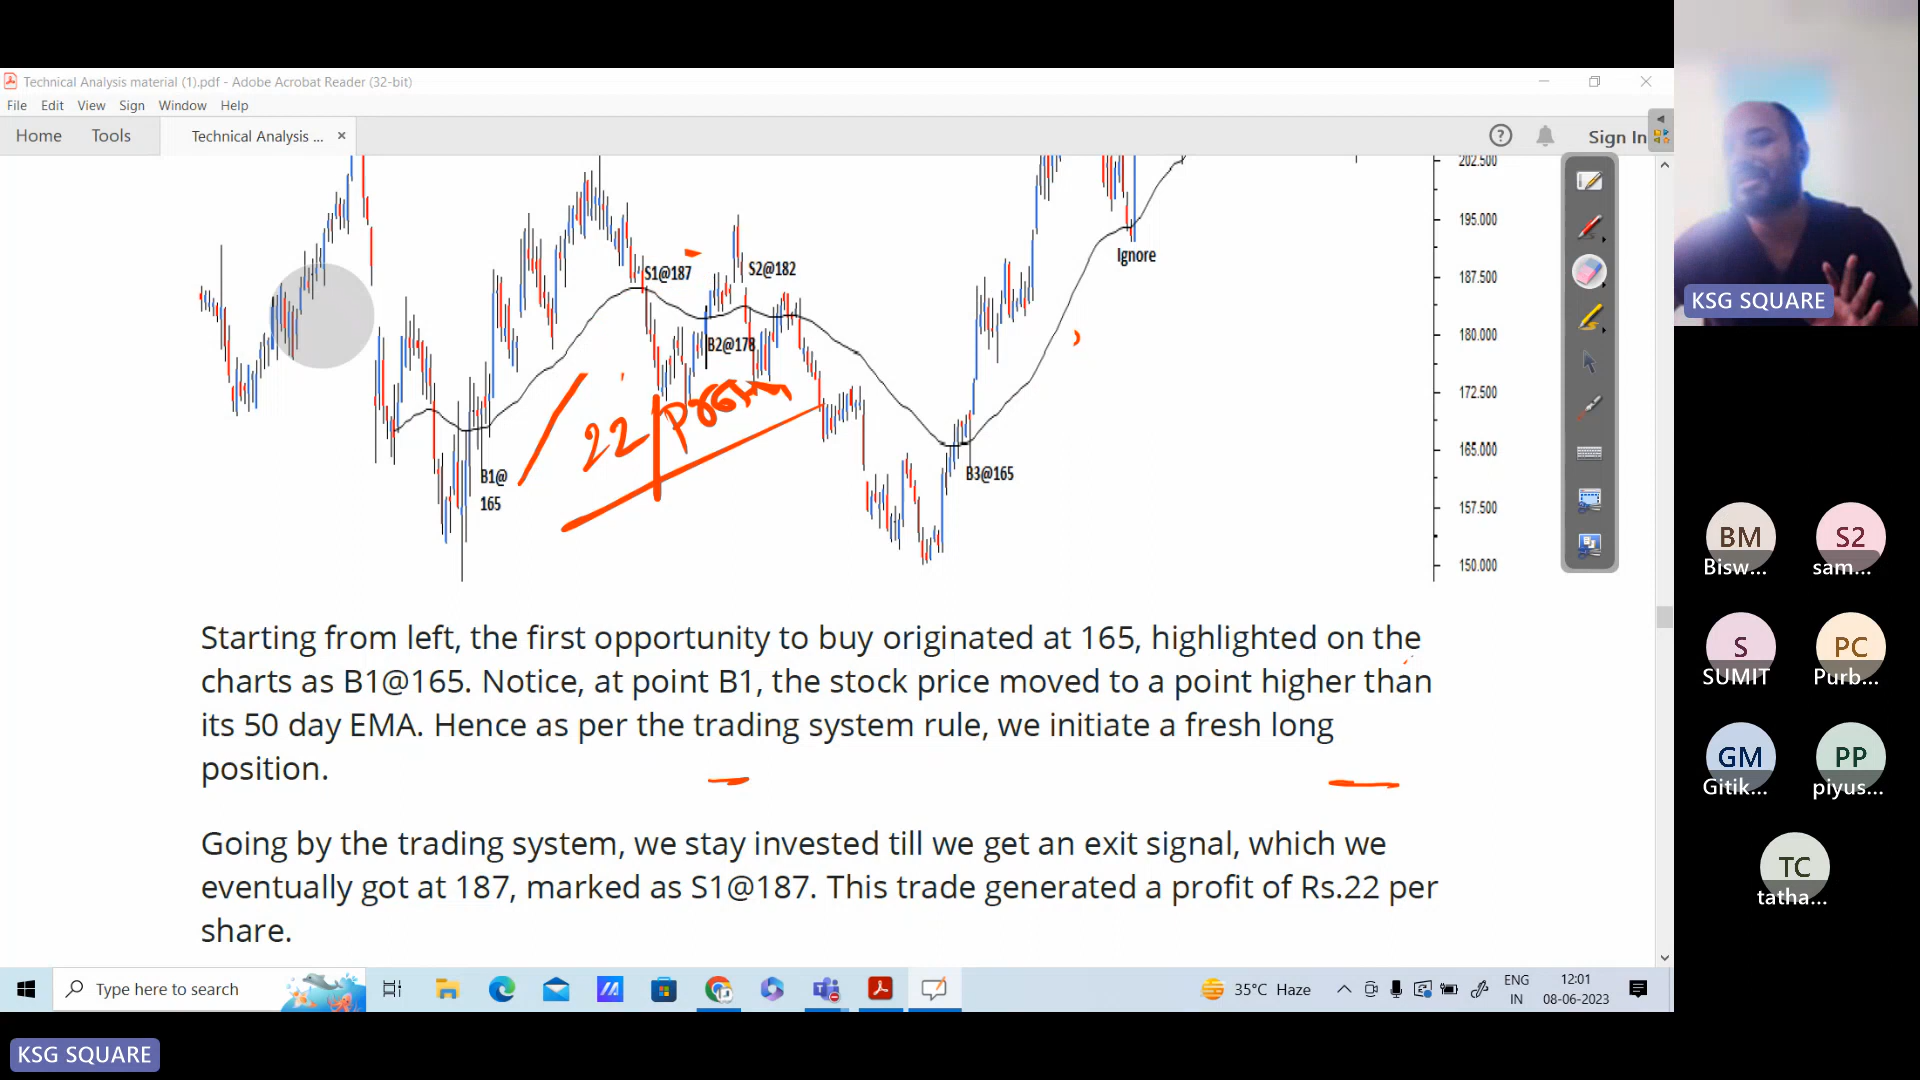 Technical Analysis material (1).pdf - Adobe Acrobat Reader (32-bit)
File Edit View Sign Window Help
Home Tools Technical Analysis ... × Sign In
202.500
195.000
187.500
180.000
172.500
165.000
157.500
150.000
S1@187
S2@182
Ignore
B2@178
22/
B1@
165
B3@165
Starting from left, the first opportunity to buy originated at 165, highlighted on the
charts as B1@165. Notice, at point B1, the stock price moved to a point higher than
its 50 day EMA. Hence as per the trading system rule, we initiate a fresh long
position.
Going by the trading system, we stay invested till we get an exit signal, which we
eventually got at 187, marked as S1@187. This trade generated a profit of Rs.22 per
share.
KSG SQUARE
BM S2
Bisw... sam...
S PC
SUMIT Purb...
GM PP
Gitik... piyus...
TC
tatha...
Type here to search
35°C Haze
ENG
IN
12:01
08-06-2023
KSG SQUARE